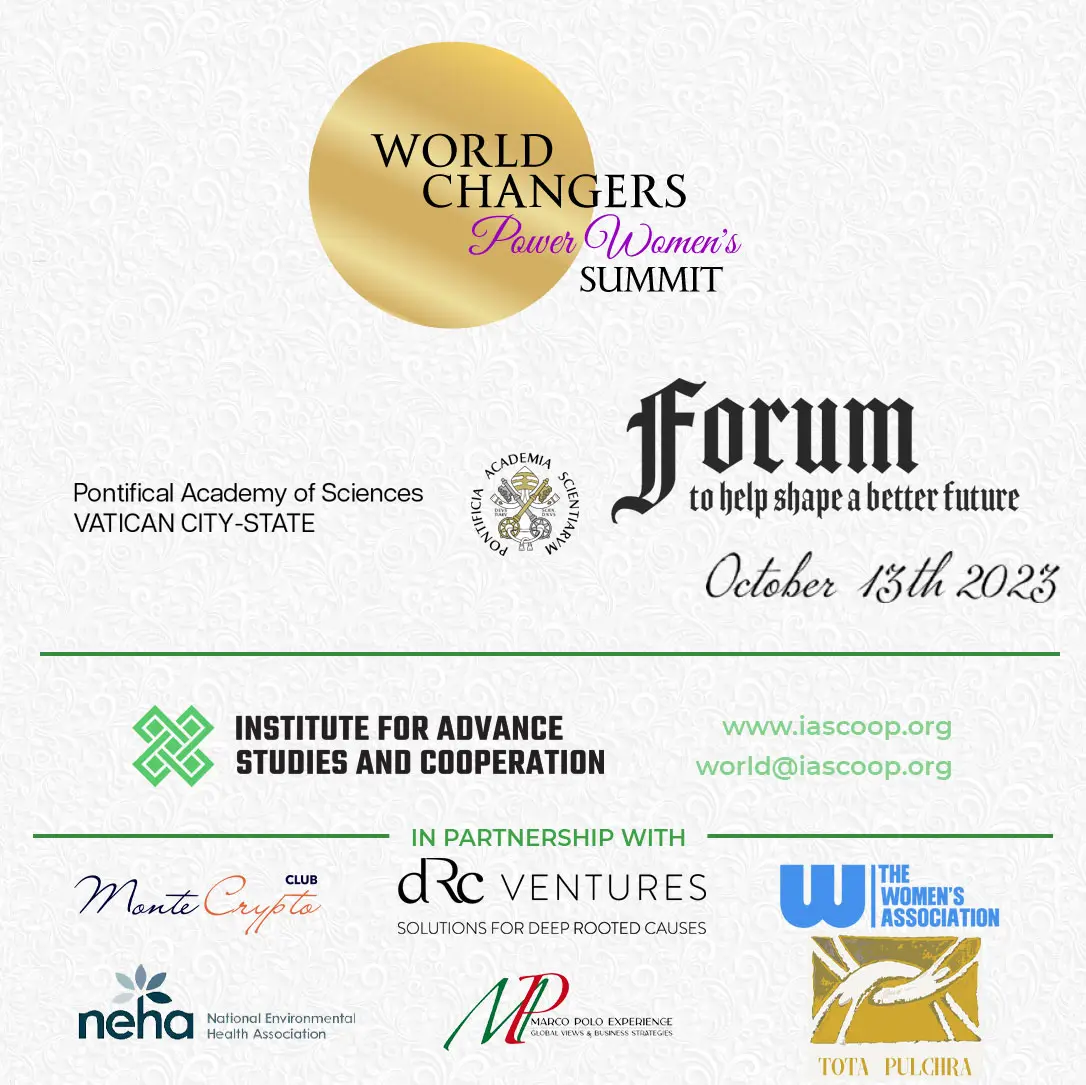 WORLD
CHANGERS
Power Women's
SUMMIT
Forum
to help shape a better future
Pontifical Academy of Sciences
VATICAN CITY-STATE
PONTIFICIA ACADEMIA SCIENTIARVM
October 13th 2023
INSTITUTE FOR ADVANCE
STUDIES AND COOPERATION
www.iascoop.org
world@iascoop.org
IN PARTNERSHIP WITH
Monte Crypto CLUB
dRc VENTURES
SOLUTIONS FOR DEEP ROOTED CAUSES
W THE
WOMEN'S
ASSOCIATION
neha National Environmental
Health Association
MP
MARCO POLO EXPERIENCE
GLOBAL VIEWS & BUSINESS STRATEGIES
TOTA PULCHRA